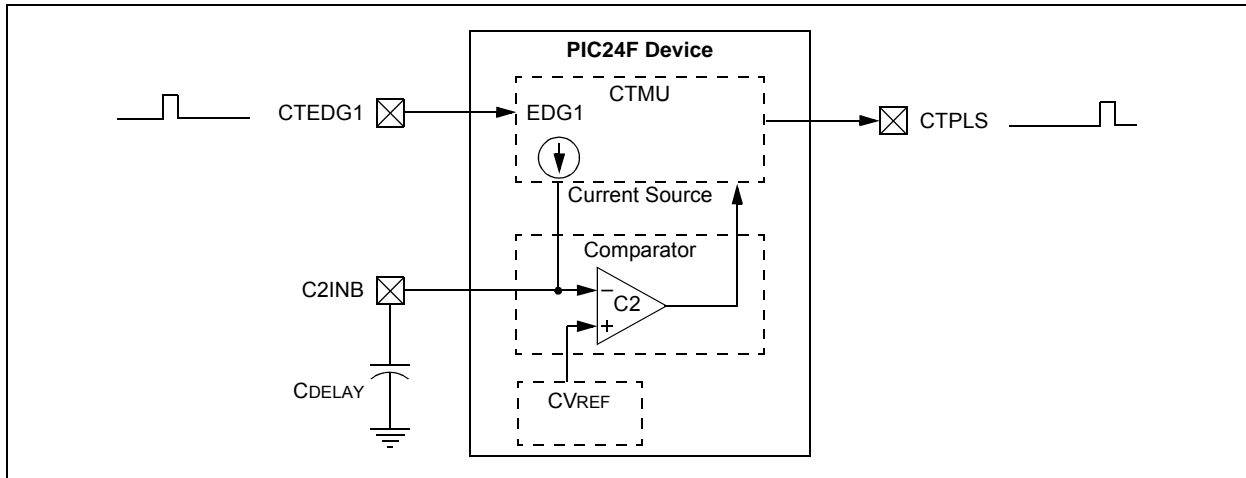 PIC24F Device
CTMU
CTEDG1
EDG1
CTPLS
Current Source
Comparator
C2INB
C2
CDELAY
CVREF